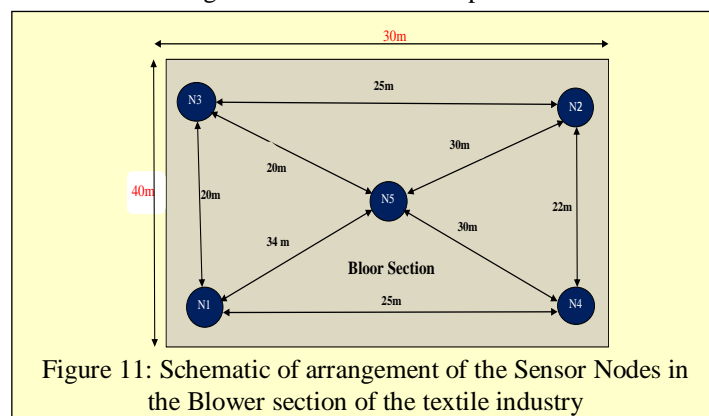 30m
25m
N3
N2
30m
20m
40m
20m
N5
22m
34 m
30m
Bloor Section
N1
N4
25m
Figure 11: Schematic of arrangement of the Sensor Nodes in
the Blower section of the textile industry